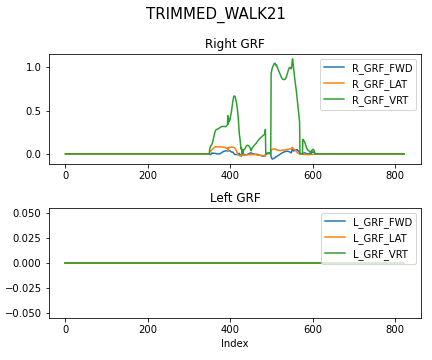 TRIMMED_WALK21
Right GRF
1.0
0.5
0.0
R_GRF_FWD
R_GRF_LAT
R_GRF_VRT
0 200 400 600 800
Left GRF
0.050
0.025
0.000
−0.025
−0.050
L_GRF_FWD
L_GRF_LAT
L_GRF_VRT
0 200 400 600 800
Index